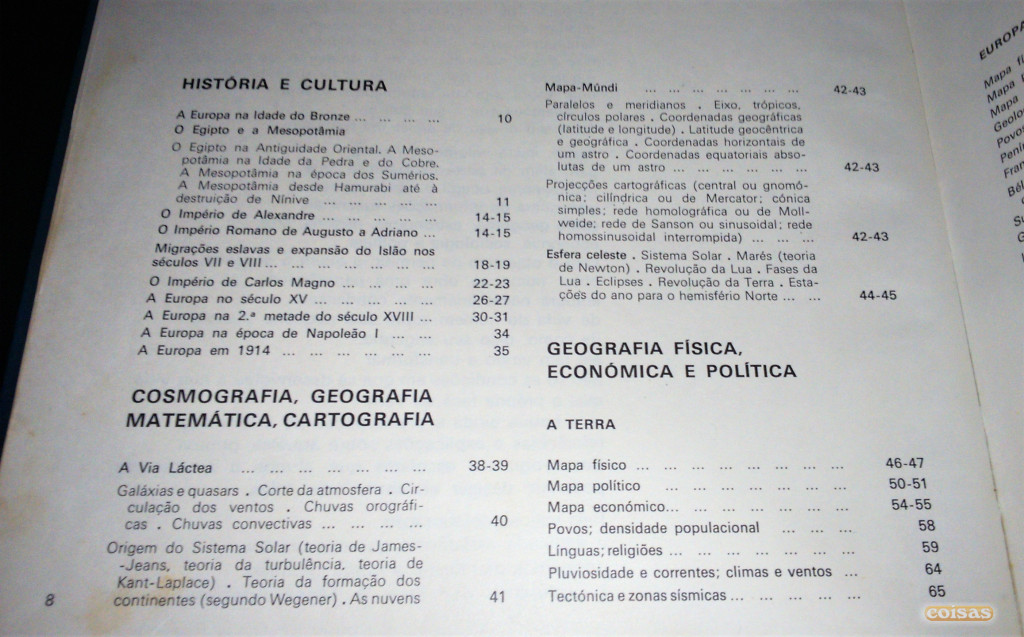 HISTÓRIA E CULTURA
A Europa na Idade do Bronze ... ... ... ... 10
O Egipto e a Mesopotâmia
O Egipto na Antiguidade Oriental. A Meso-
potâmia na Idade da Pedra e do Cobre.
A Mesopotâmia na época dos Sumérios.
A Mesopotâmia desde Hamurabi até à
destruição de Nínive ... ... ... ... ... 11
O Império de Alexandre ... ... ... ... ... 14-15
O Império Romano de Augusto a Adriano ... 14-15
Migrações eslavas e expansão do Islão nos
séculos VII e VIII ... ... ... ... ... ... ... 18-19
O Império de Carlos Magno ... ... ... ... 22-23
A Europa no século XV ... ... ... ... ... 26-27
A Europa na 2.ª metade do século XVIII ... 30-31
A Europa na época de Napoleão I ... ... 34
A Europa em 1914 ... ... ... ... ... ... 35
COSMOGRAFIA, GEOGRAFIA
MATEMÁTICA, CARTOGRAFIA
A Via Láctea ... ... ... ... ... ... ... 38-39
Galáxias e quasars . Corte da atmosfera . Cir-
culação dos ventos . Chuvas orográfi-
cas . Chuvas convectivas ... ... ... ... 40
Origem do Sistema Solar (teoria de James-
-Jeans, teoria da turbulência, teoria de
Kant-Laplace) . Teoria da formação dos
continentes (segundo Wegener) . As nuvens 41
8
Mapa-Múndi ... ... ... ... ... ... ... 42-43
Paralelos e meridianos . Eixo, trópicos,
círculos polares . Coordenadas geográficas
(latitude e longitude) . Latitude geocêntrica
e geográfica . Coordenadas horizontais de
um astro . Coordenadas equatoriais abso-
lutas de um astro ... ... ... ... ... ... 42-43
Projecções cartográficas (central ou gnomó-
nica; cilíndrica ou de Mercator; cónica
simples; rede homolográfica ou de Moll-
weide; rede de Sanson ou sinusoidal; rede
homossinusoidal interrompida) ... ... ... 42-43
Esfera celeste . Sistema Solar . Marés (teoria
de Newton) . Revolução da Lua . Fases da
Lua . Eclipses . Revolução da Terra . Esta-
ções do ano para o hemisfério Norte ... ... 44-45
GEOGRAFIA FÍSICA,
ECONÓMICA E POLÍTICA
A TERRA
Mapa físico ... ... ... ... ... ... ... ... 46-47
Mapa político ... ... ... ... ... ... ... 50-51
Mapa económico... ... ... ... ... ... ... 54-55
Povos; densidade populacional ... ... ... 58
Línguas; religiões ... ... ... ... ... ... ... 59
Pluviosidade e correntes; climas e ventos ... 64
Tectónica e zonas sísmicas ... ... ... ... ... 65
EUROPA
Mapa
Mapa
Mapa
coisas